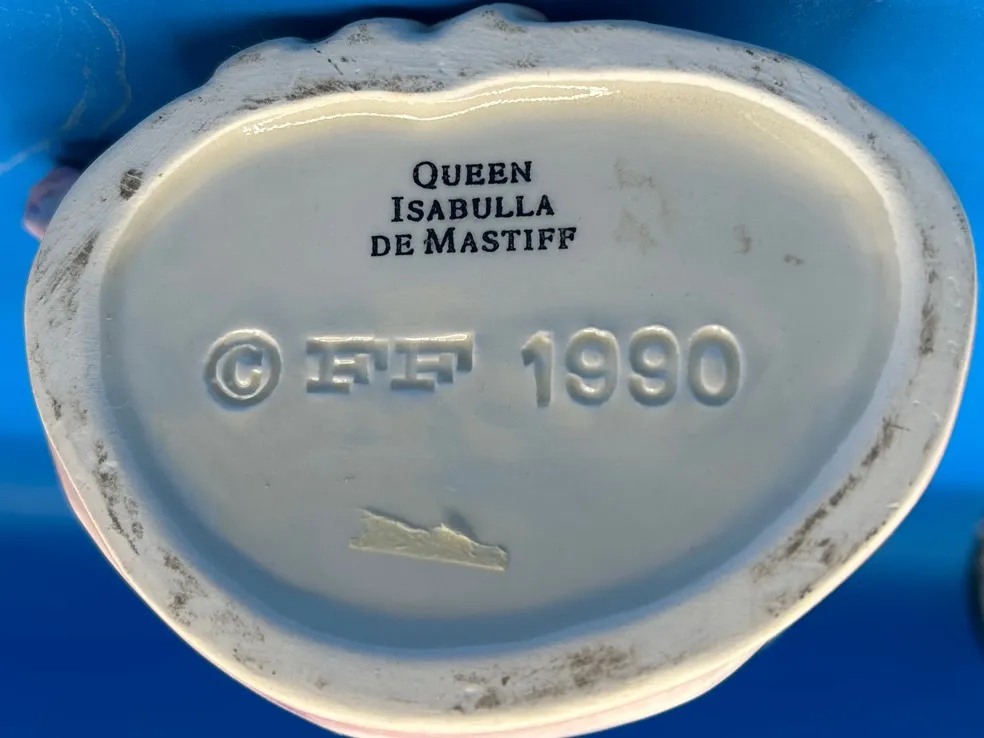 QUEEN
ISABULLA
DE MASTIFF
© FF 1990